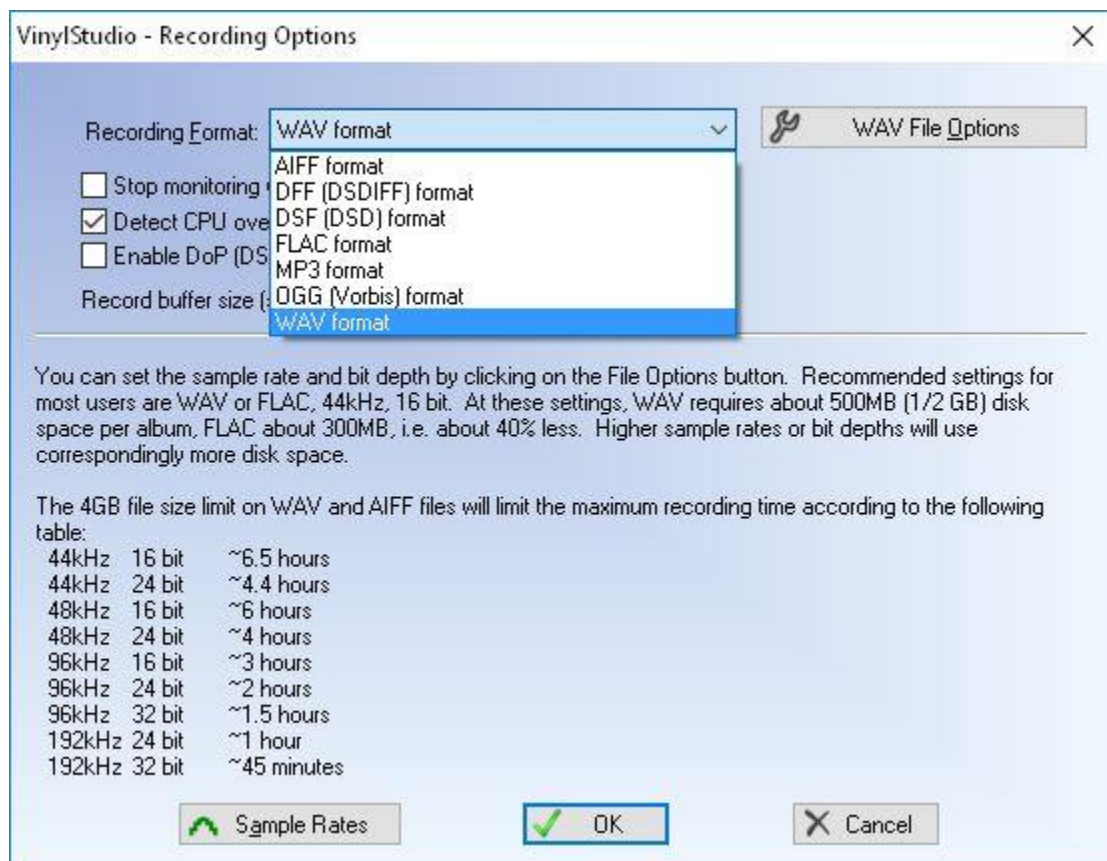 VinylStudio - Recording Options
Recording Format: WAV format WAV File Options
AIFF format
Stop monitoring
DFF (DSDIFF) format
Detect CPU ove
DSF (DSD) format
FLAC format
Enable DoP (DS
MP3 format
Record buffer size (
OGG (Vorbis) format
WAV format
You can set the sample rate and bit depth by clicking on the File Options button. Recommended settings for
most users are WAV or FLAC, 44kHz, 16 bit. At these settings, WAV requires about 500MB (1/2 GB) disk
space per album, FLAC about 300MB, i.e. about 40% less. Higher sample rates or bit depths will use
correspondingly more disk space.
The 4GB file size limit on WAV and AIFF files will limit the maximum recording time according to the following
table:
44kHz 16 bit ~6.5 hours
44kHz 24 bit ~4.4 hours
48kHz 16 bit ~6 hours
48kHz 24 bit ~4 hours
96kHz 16 bit ~3 hours
96kHz 24 bit ~2 hours
96kHz 32 bit ~1.5 hours
192kHz 24 bit ~1 hour
192kHz 32 bit ~45 minutes
Sample Rates OK Cancel